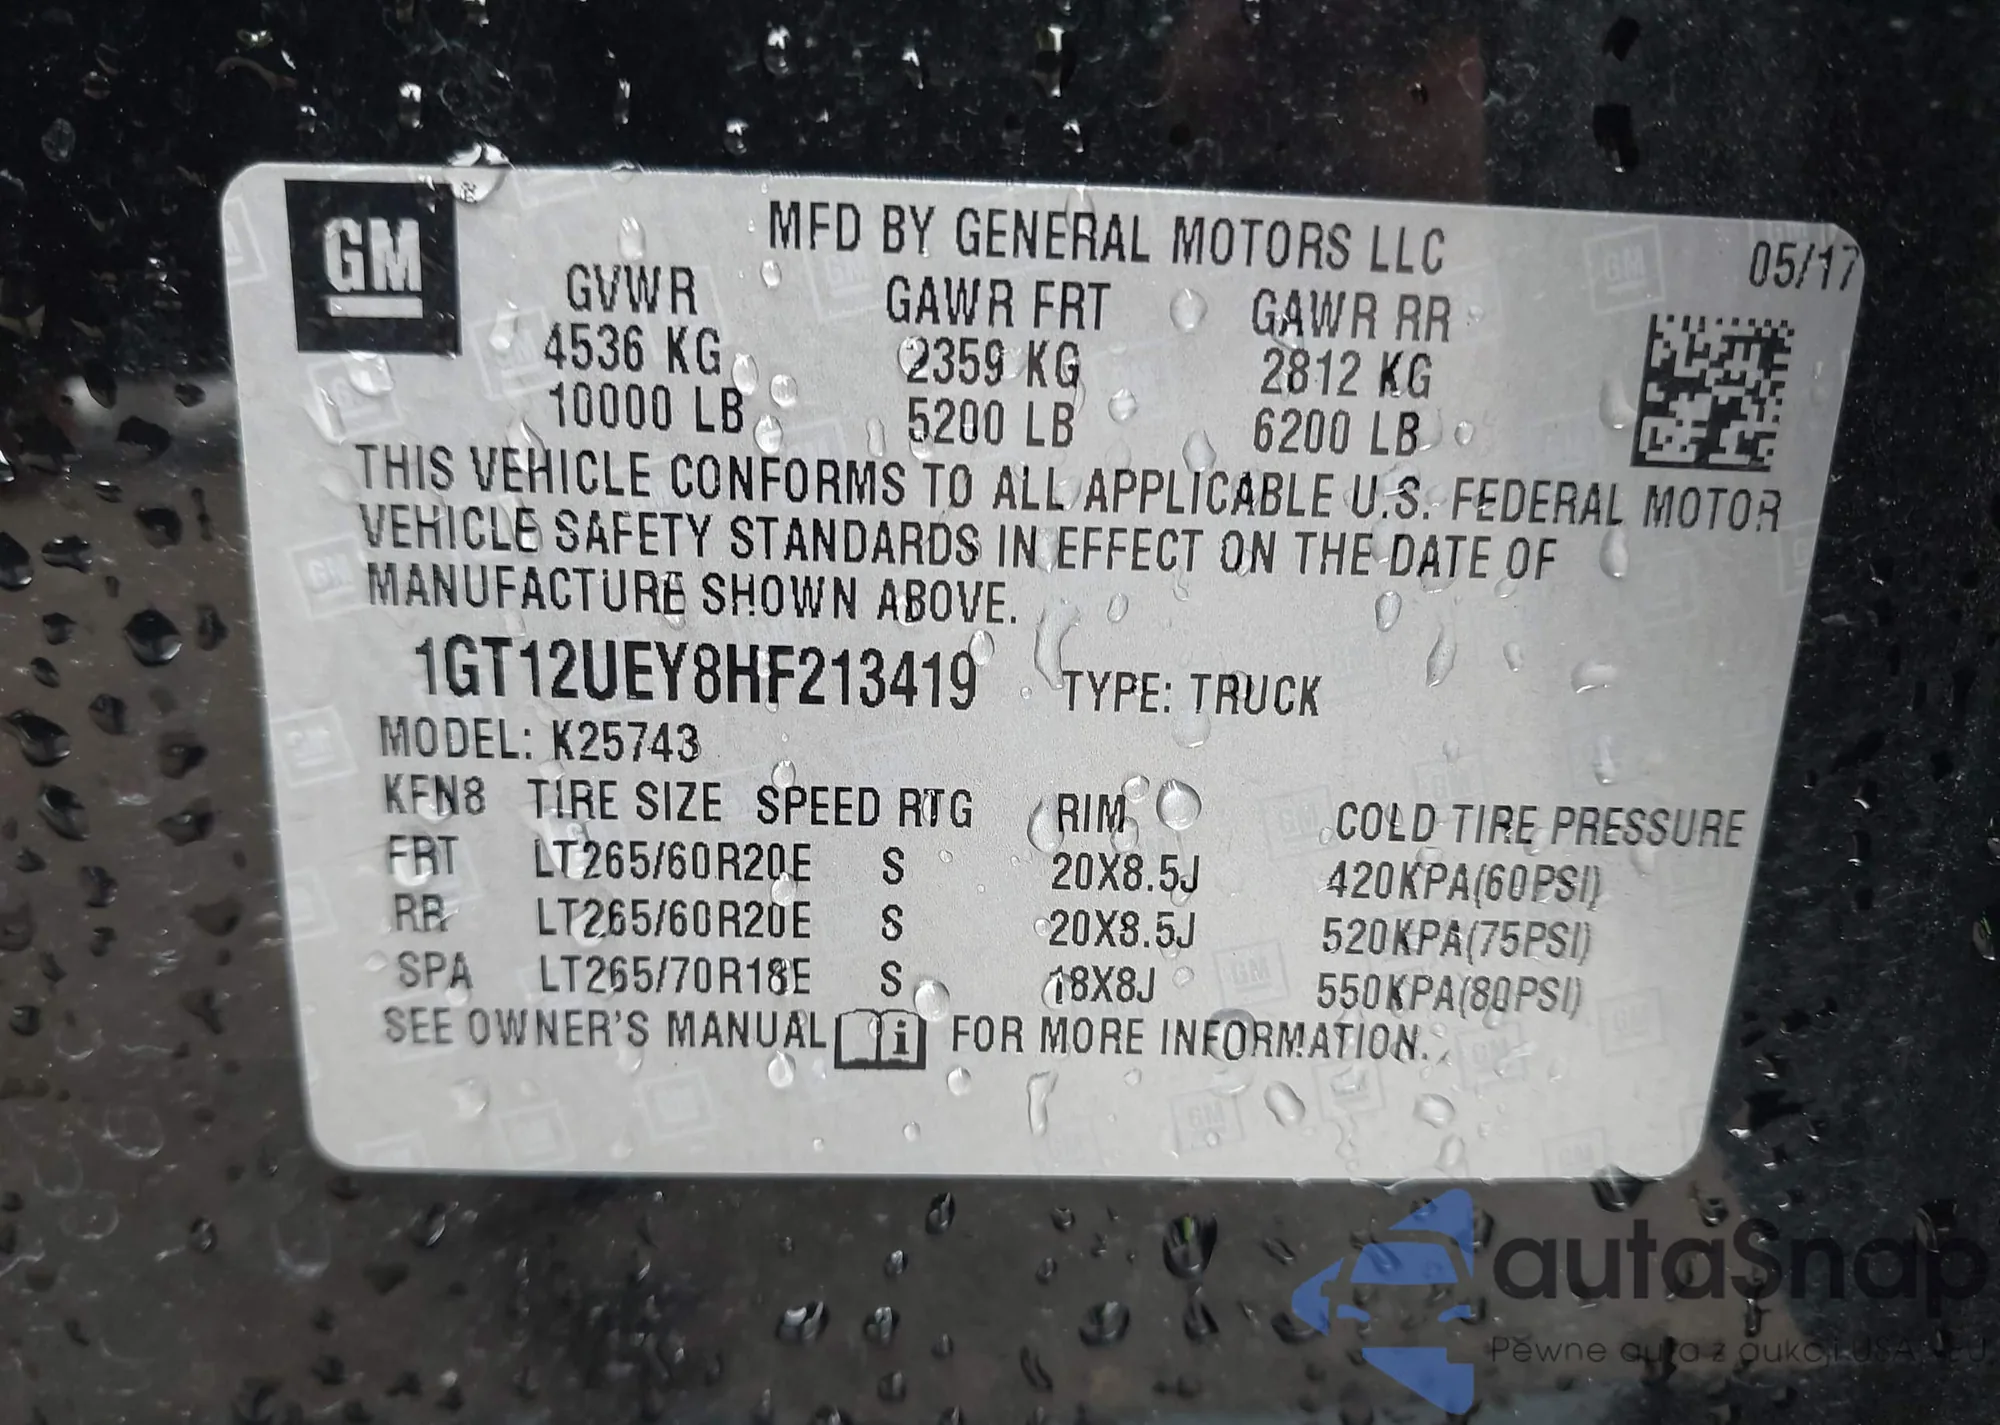 GM
MFD BY GENERAL MOTORS LLC
05/17
GVWR GAWR FRT GAWR RR
4536 KG 2359 KG 2812 KG
10000 LB 5200 LB 6200 LB
THIS VEHICLE CONFORMS TO ALL APPLICABLE U.S. FEDERAL MOTOR
VEHICLE SAFETY STANDARDS IN EFFECT ON THE DATE OF
MANUFACTURE SHOWN ABOVE.
1GT12UEY8HF213419 TYPE: TRUCK
MODEL: K25743
KFN8 TIRE SIZE SPEED RTG RIM COLD TIRE PRESSURE
FRT LT265/60R20E S 20X8.5J 420KPA(60PSI)
RR LT265/60R20E S 20X8.5J 520KPA(75PSI)
SPA LT265/70R18E S 18X8J 550KPA(80PSI)
SEE OWNER'S MANUAL i FOR MORE INFORMATION.
autaSnap
Pewne auta z aukcji USA